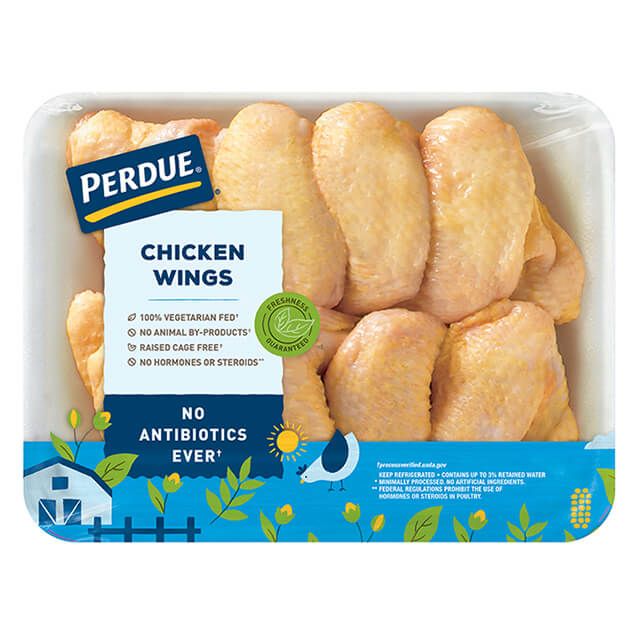 PERDUE®
CHICKEN
WINGS
100% VEGETARIAN FED†
NO ANIMAL BY-PRODUCTS†
RAISED CAGE FREE†
NO HORMONES OR STEROIDS**
FRESHNESS
GUARANTEED
NO
ANTIBIOTICS
EVER†
†processverified.usda.gov
KEEP REFRIGERATED • CONTAINS UP TO 3% RETAINED WATER
* MINIMALLY PROCESSED. NO ARTIFICIAL INGREDIENTS.
** FEDERAL REGULATIONS PROHIBIT THE USE OF
HORMONES OR STEROIDS IN POULTRY.